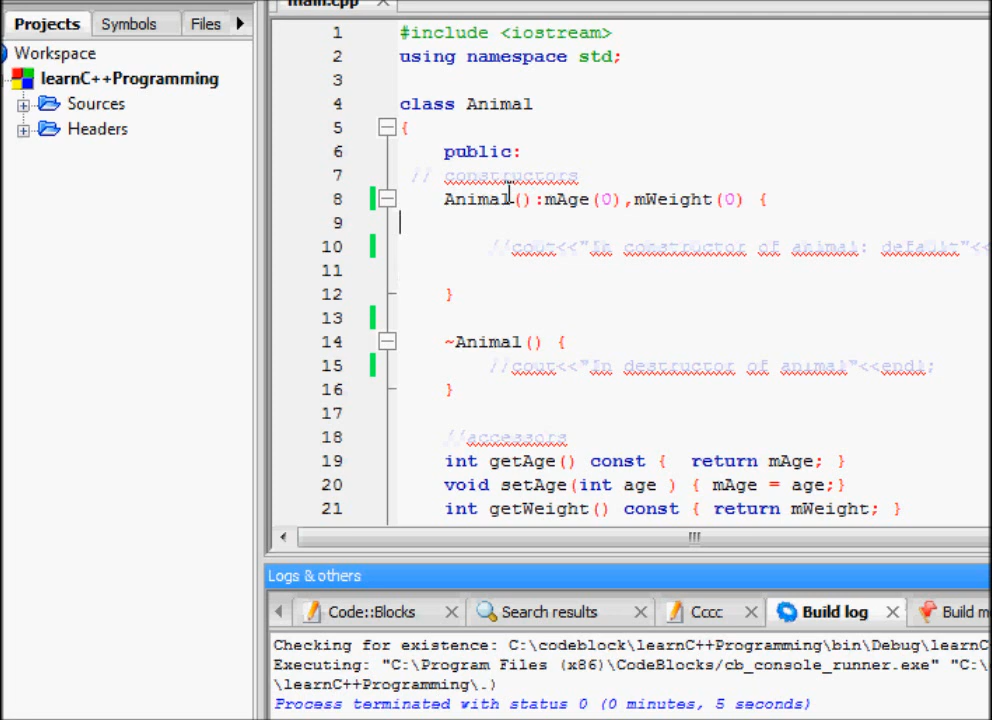 main.cpp
Projects Symbols Files
Workspace
learnC++Programming
Sources
Headers
1 #include <iostream>
2 using namespace std;
3
4 class Animal
5 {
6 public:
7 // constructors
8 Animal():mAge(0),mWeight(0) {
9
10 //cout<<"In constructor of animal: default"<<
11
12 }
13
14 ~Animal() {
15 //cout<<"In destructor of animal"<<endl;
16 }
17
18 //accessors
19 int getAge() const { return mAge; }
20 void setAge(int age ) { mAge = age;}
21 int getWeight() const { return mWeight; }
Logs & others
Code::Blocks Search results Cccc Build log Build m
Checking for existence: C:\codeblock\learnC++Programming\bin\Debug\learnC
Executing: "C:\Program Files (x86)\CodeBlocks/cb_console_runner.exe" "C:\
\learnC++Programming\.)
Process terminated with status 0 (0 minutes, 5 seconds)